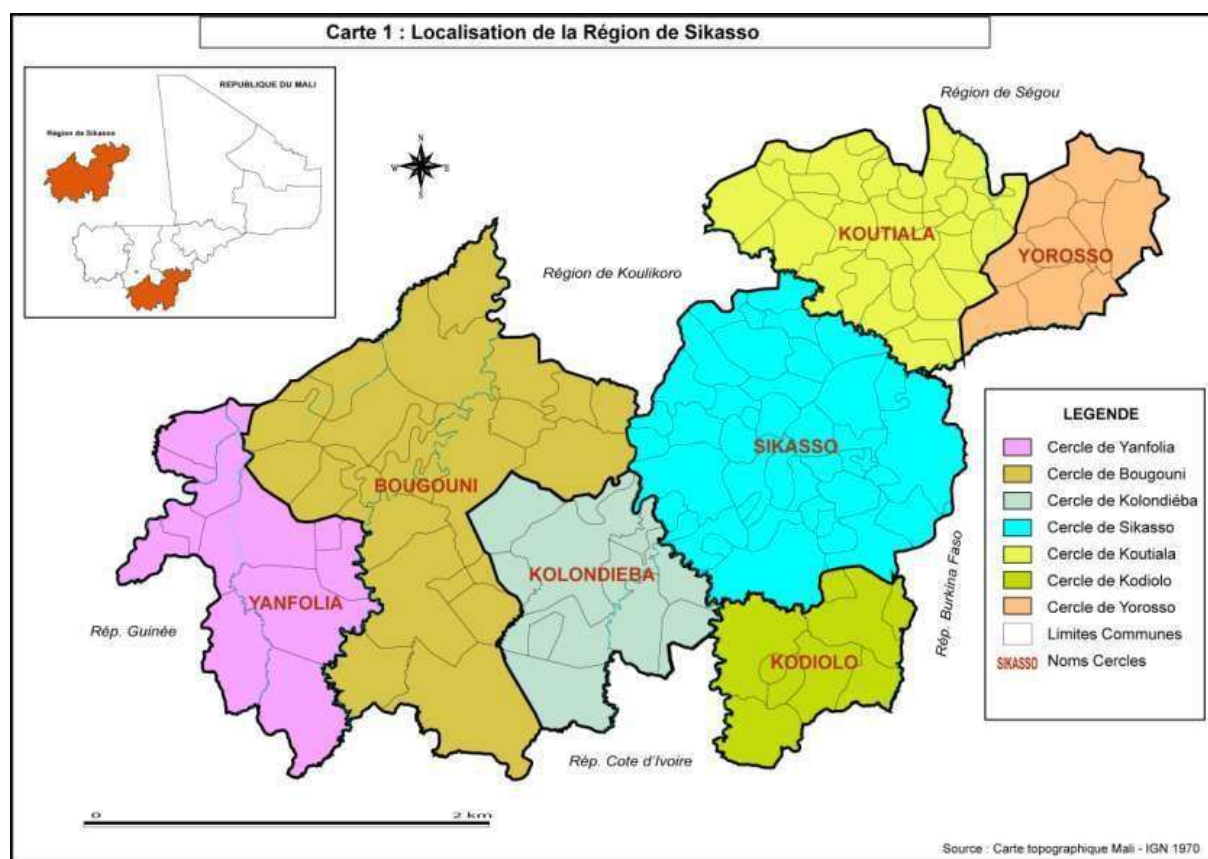 Carte 1 : Localisation de la Région de Sikasso
REPUBLIQUE DU MALI
Région de Sikasso
N
W
E
S
Région de Ségou
Région de Koulikoro
KOUTIALA
YOROSSO
SIKASSO
BOUGOUNI
KOLONDIEBA
YANFOLIA
KODIOLO
Rép. Guinée
Rép. Burkina Faso
Rép. Cote d'Ivoire
LEGENDE
Cercle de Yanfolia
Cercle de Bougouni
Cercle de Kolondiéba
Cercle de Sikasso
Cercle de Koutiala
Cercle de Kodiolo
Cercle de Yorosso
Limites Communes
SIKASSO Noms Cercles
0 2 km
Source : Carte topographique Mali - IGN 1970